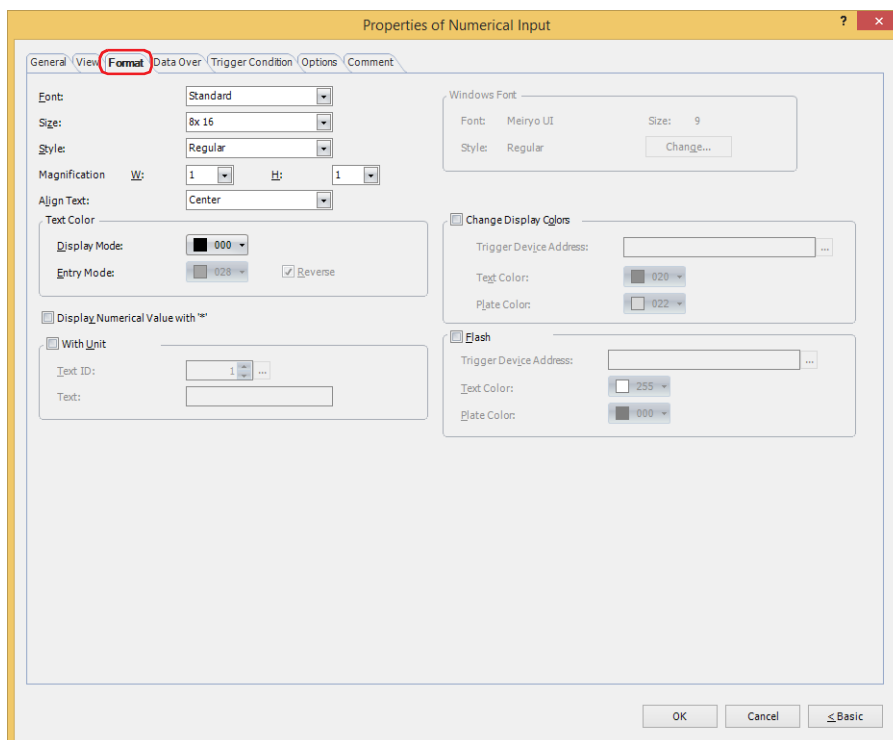 Properties of Numerical Input
? ×
General View Format Data Over Trigger Condition Options Comment
Font: Standard
Size: 8x 16
Style: Regular
Magnification W: 1 H: 1
Align Text: Center
Windows Font
Font: Meiryo UI Size: 9
Style: Regular Change...
Text Color
Display Mode: 000
Entry Mode: 028 Reverse
Change Display Colors
Trigger Device Address: ...
Text Color: 020
Plate Color: 022
Display Numerical Value with '*'
With Unit
Text ID: 1 ...
Text:
Flash
Trigger Device Address: ...
Text Color: 255
Plate Color: 000
OK Cancel < Basic